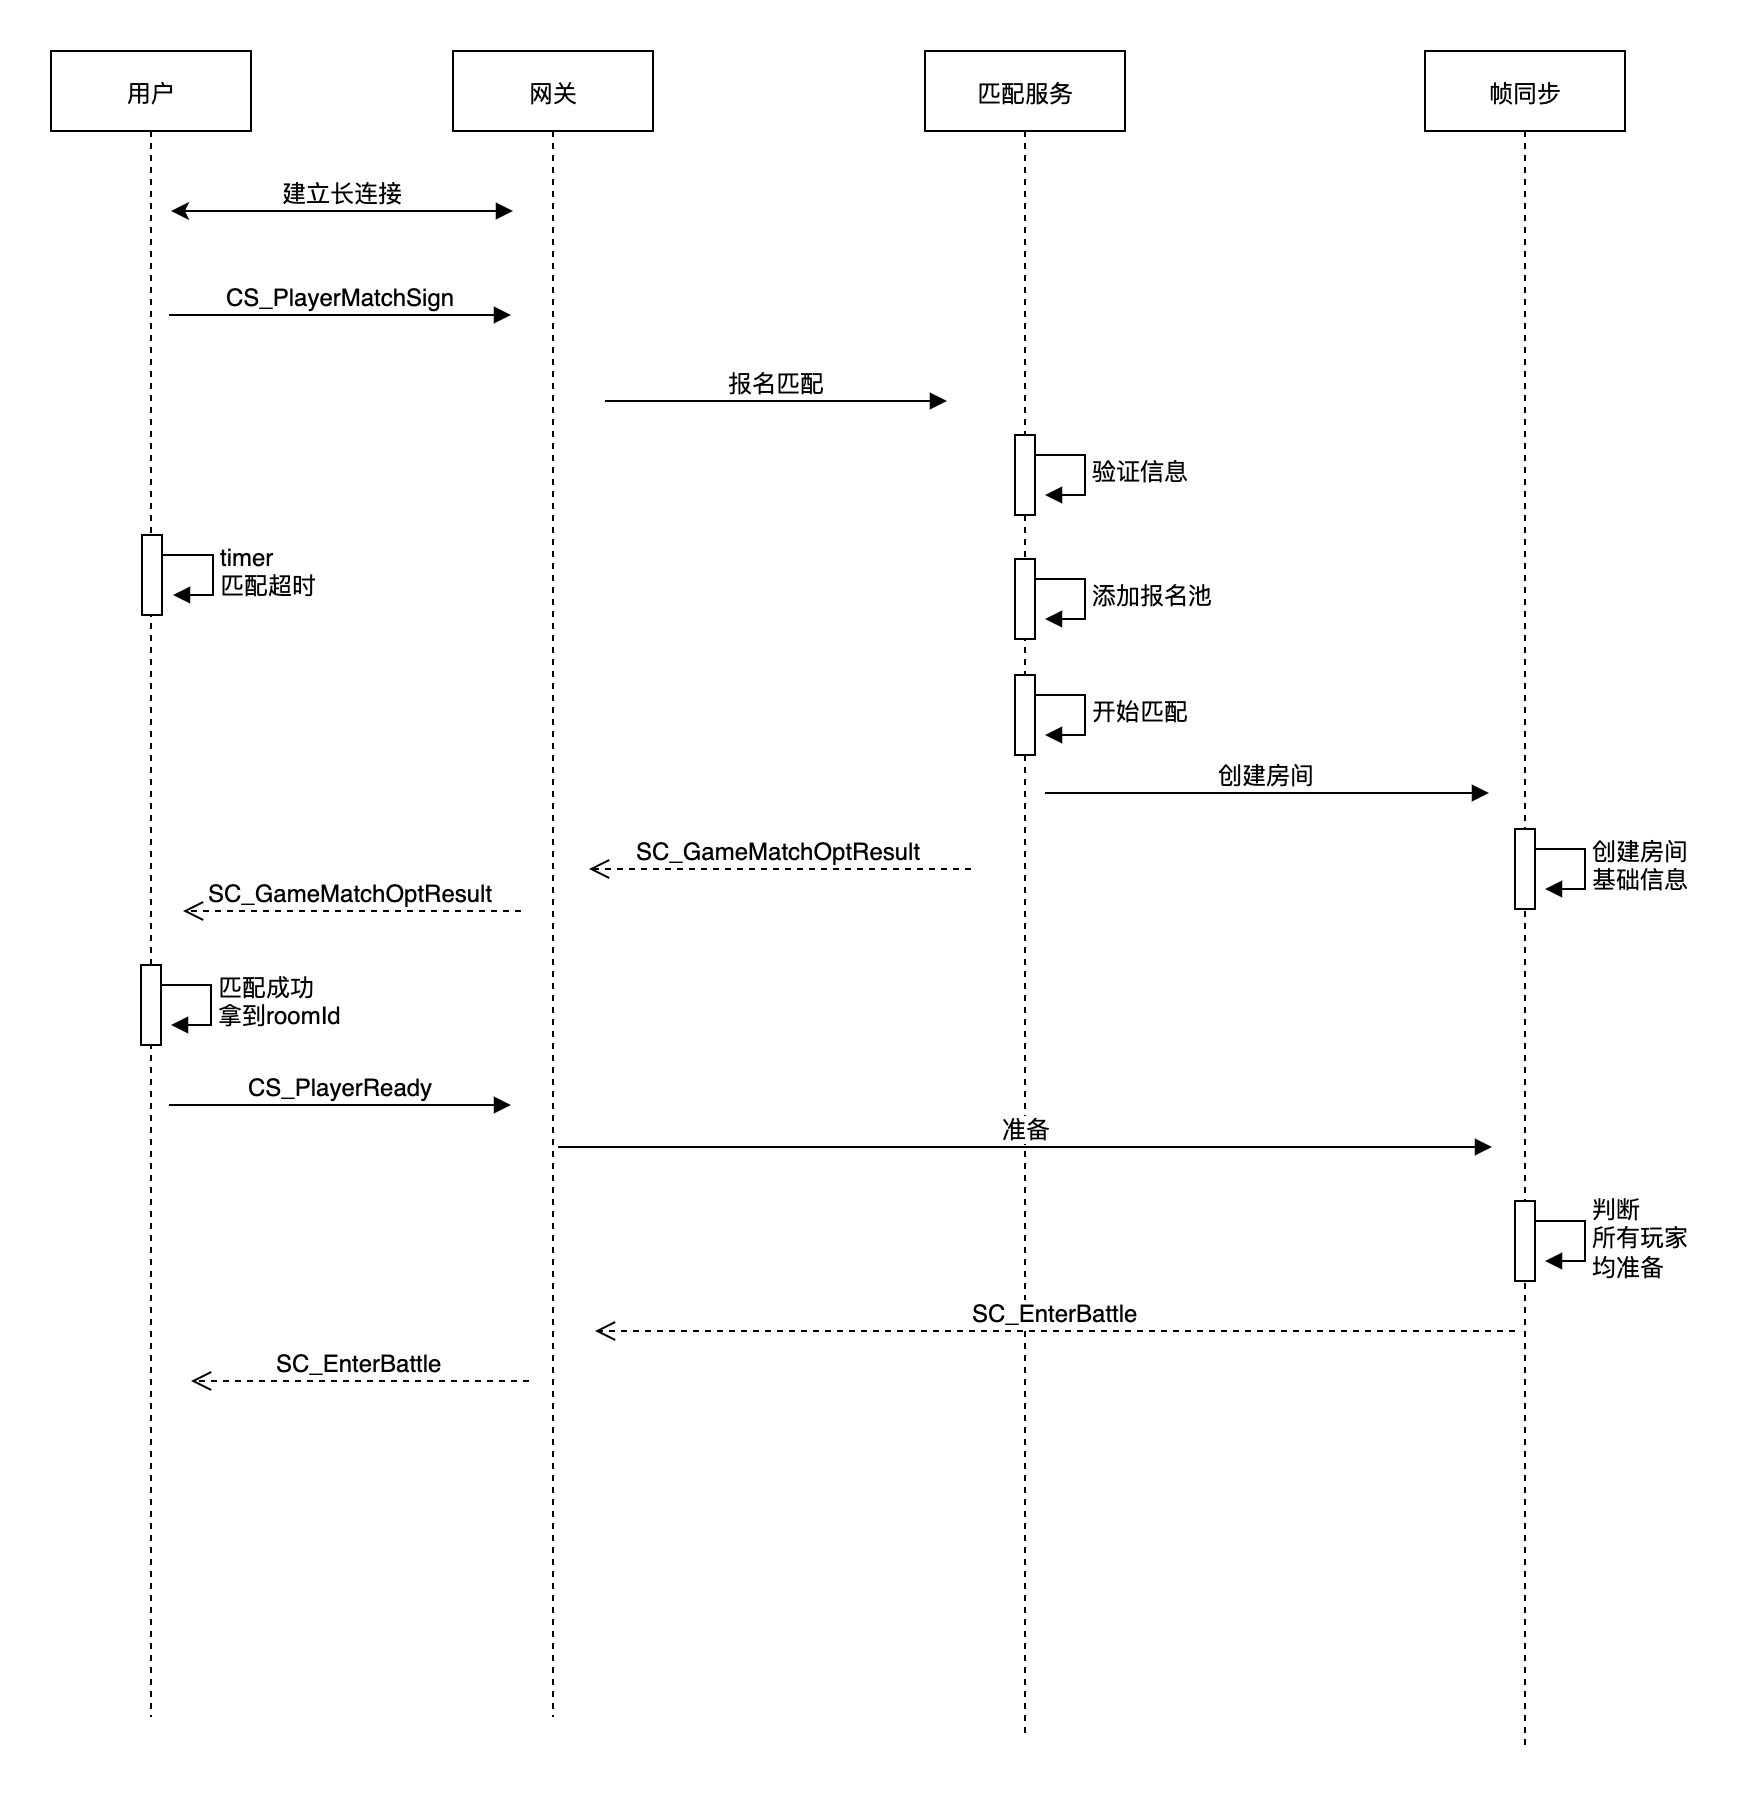 用户
网关
匹配服务
帧同步
建立长连接
CS_PlayerMatchSign
报名匹配
验证信息
timer
匹配超时
添加报名池
开始匹配
创建房间
SC_GameMatchOptResult
创建房间
基础信息
SC_GameMatchOptResult
匹配成功
拿到roomId
CS_PlayerReady
准备
判断
所有玩家
均准备
SC_EnterBattle
SC_EnterBattle